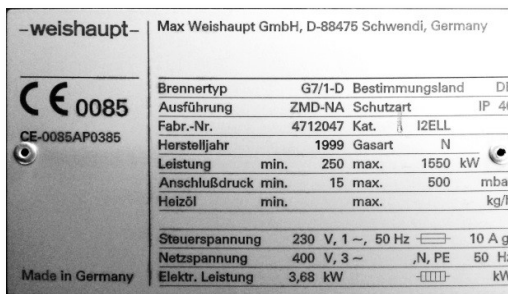 -weishaupt-
Max Weishaupt GmbH, D-88475 Schwendi, Germany
CE 0085
CE-0085AP0385
Brennertyp G7/1-D Bestimmungsland
Ausführung ZMD-NA Schutzart IP
Fabr.-Nr. 4712047 Kat. I2ELL
Herstelljahr 1999 Gasart N
Leistung min. 250 max. 1550 kW
Anschlußdruck min. 15 max. 500
Heizöl min. max.
Steuerspannung 230 V, 1 ~, 50 Hz 10 A
Netzspannung 400 V, 3 ~ ,N, PE 50
Elektr. Leistung 3,68 kW
Made in Germany